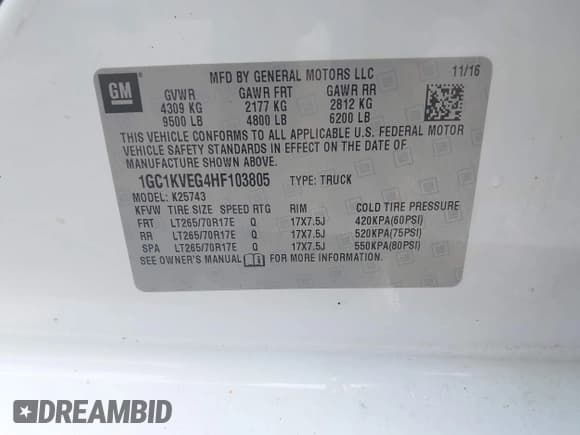 GM MFD BY GENERAL MOTORS LLC 11/16
GVWR GAWR FRT GAWR RR
4309 KG 2177 KG 2812 KG
9500 LB 4800 LB 6200 LB
THIS VEHICLE CONFORMS TO ALL APPLICABLE U.S. FEDERAL MOTOR
VEHICLE SAFETY STANDARDS IN EFFECT ON THE DATE OF
MANUFACTURE SHOWN ABOVE.
1GC1KVEG4HF103805 TYPE: TRUCK
MODEL: K25743
KFVW TIRE SIZE SPEED RTG RIM COLD TIRE PRESSURE
FRT LT265/70R17E Q 17X7.5J 420KPA(60PSI)
RR LT265/70R17E Q 17X7.5J 520KPA(75PSI)
SPA LT265/70R17E Q 17X7.5J 550KPA(80PSI)
SEE OWNER'S MANUAL FOR MORE INFORMATION.
DREAMBID